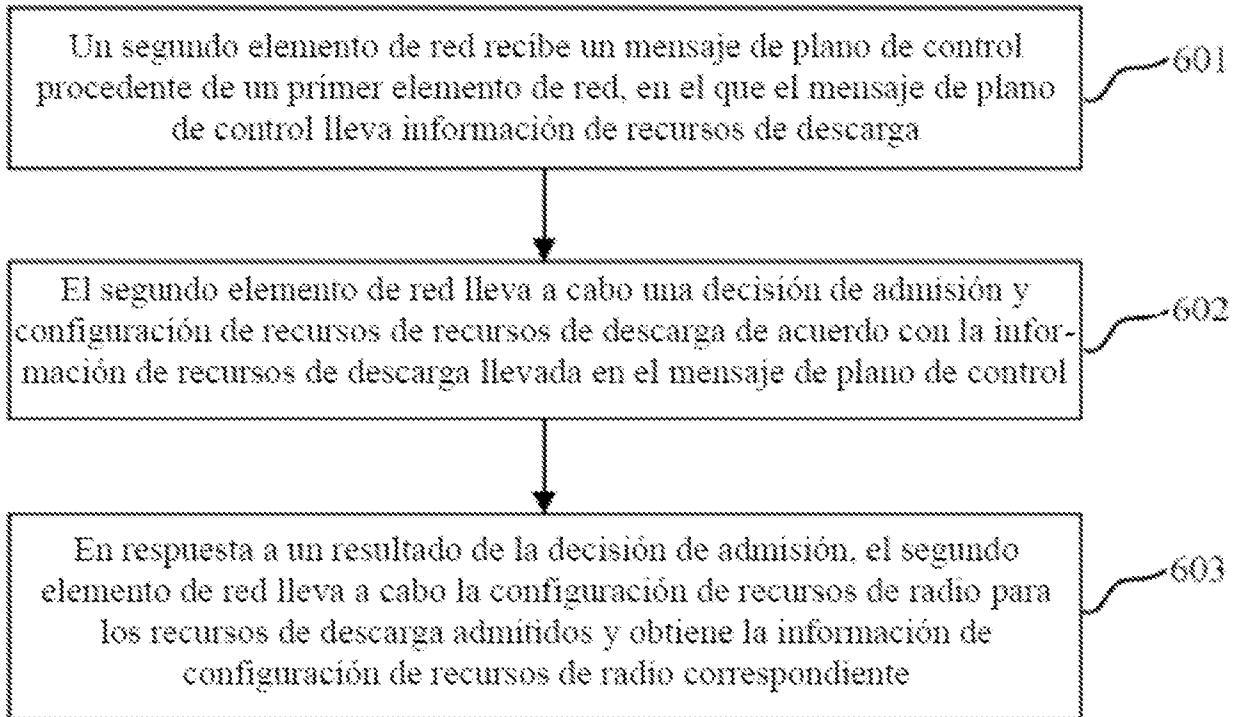 Un segundo elemento de red recibe un mensaje de plano de control
procedente de un primer elemento de red, en el que el mensaje de plano
de control lleva información de recursos de descarga
601
El segundo elemento de red lleva a cabo una decisión de admisión y
configuración de recursos de recursos de descarga de acuerdo con la infor-
mación de recursos de descarga llevada en el mensaje de plano de control
602
En respuesta a un resultado de la decisión de admisión, el segundo
elemento de red lleva a cabo la configuración de recursos de radio para
los recursos de descarga admitidos y obtiene la información de
configuración de recursos de radio correspondiente
603